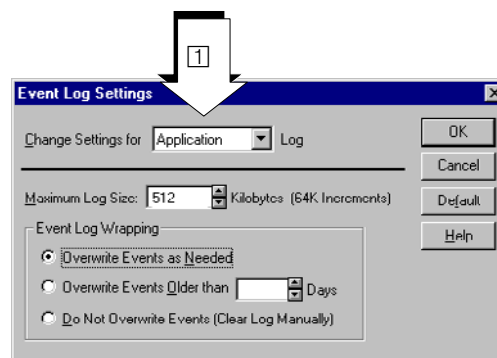 1
Event Log Settings
Change Settings for Application Log
OK
Cancel
Maximum Log Size: 512 Kilobytes (64K Increments)
Default
Event Log Wrapping
Help
Overwrite Events as Needed
Overwrite Events Older than Days
Do Not Overwrite Events (Clear Log Manually)